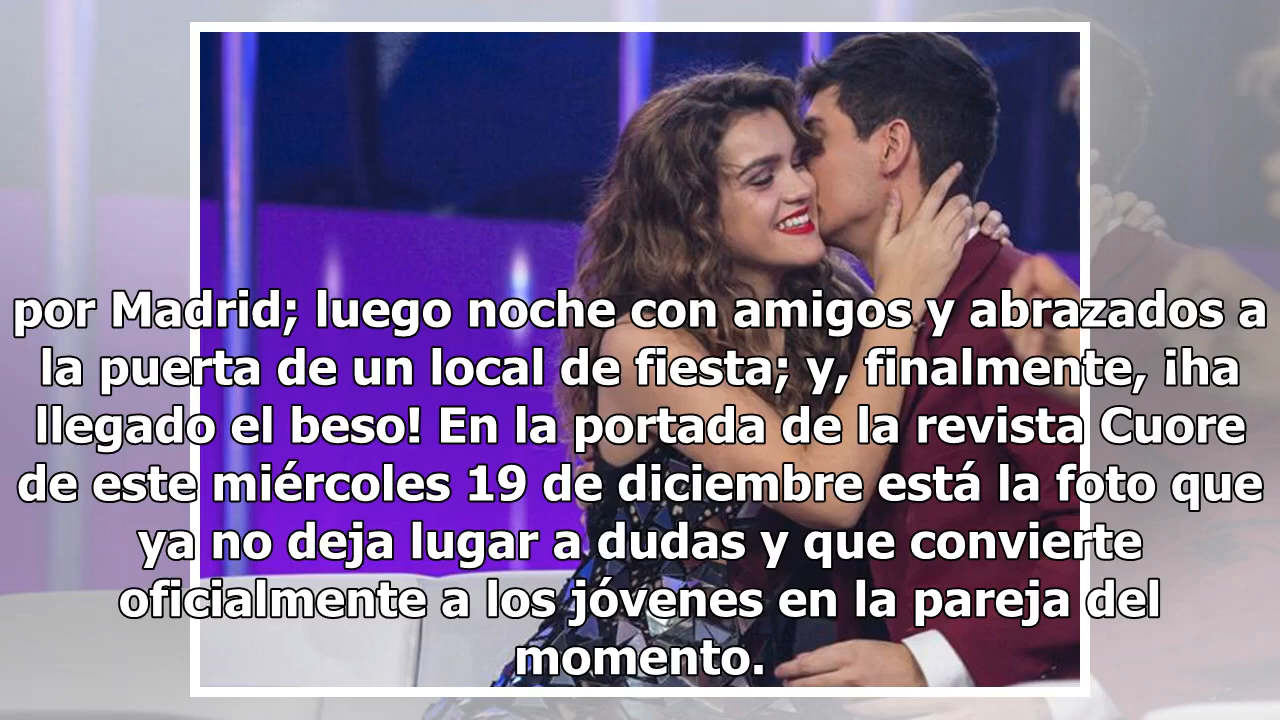 por Madrid; luego noche con amigos y abrazados a
la puerta de un local de fiesta; y, finalmente, ¡ha
llegado el beso! En la portada de la revista Cuore
de este miércoles 19 de diciembre está la foto que
ya no deja lugar a dudas y que convierte
oficialmente a los jóvenes en la pareja del
momento.